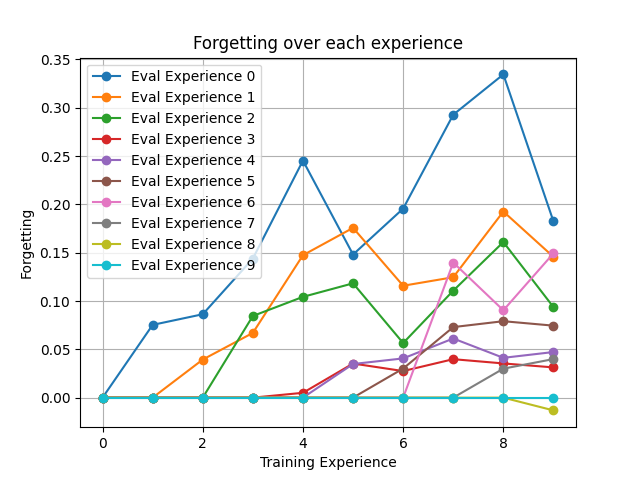 Forgetting over each experience
Forgetting
0.35
0.30
0.25
0.20
0.15
0.10
0.05
0.00
Eval Experience 0
Eval Experience 1
Eval Experience 2
Eval Experience 3
Eval Experience 4
Eval Experience 5
Eval Experience 6
Eval Experience 7
Eval Experience 8
Eval Experience 9
0 2 4 6 8
Training Experience